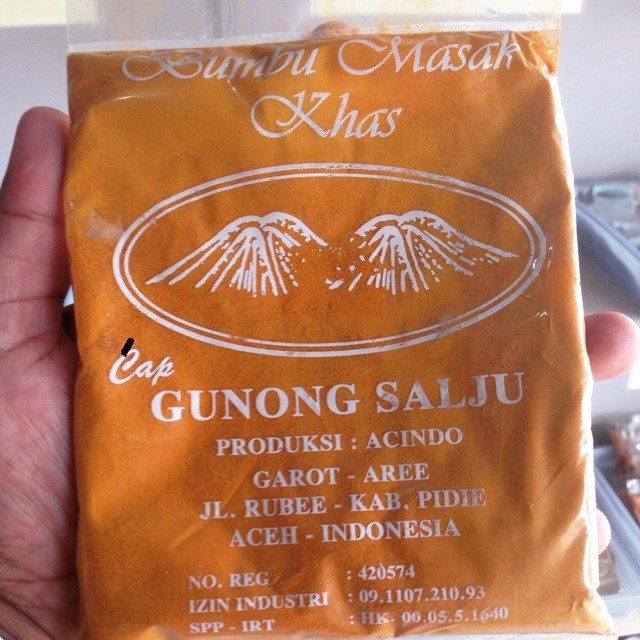 Bumbu Masak
Khas
Cap
GUNONG SALJU
PRODUKSI : ACINDO
GAROT - AREE
JL. RUBEE - KAB. PIDIE
ACEH - INDONESIA
NO. REG : 420574
IZIN INDUSTRI : 09.1107.210.93
SPP - IRT : HK. 00.05.5.1640